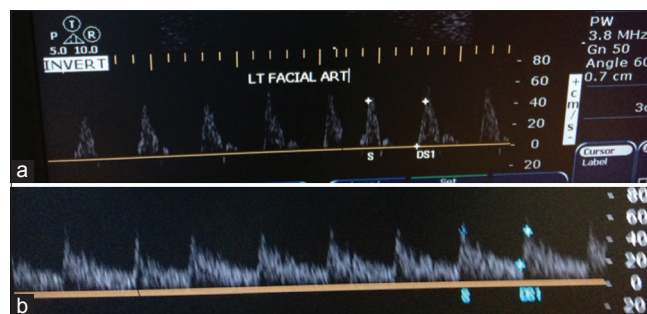 PW
3.8 MHz
Gn 50
Angle 60
0.7 cm
P T R
5.0 10.0
INVERT
LT FACIAL ART
80
60
40
20
0
20
+
cm/s
-
S DS1
Cursor
Label
Set
a
80
60
40
20
0
20
S DS1
b